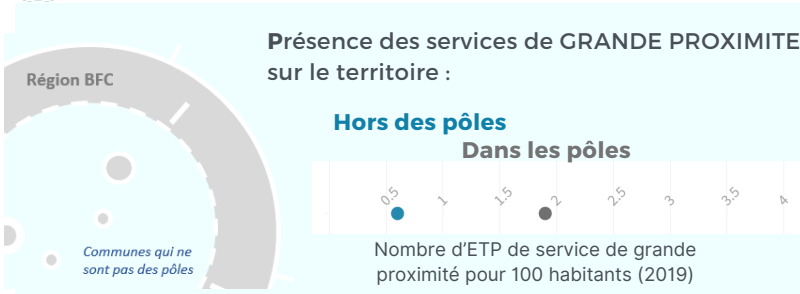 Présence des services de GRANDE PROXIMITE
sur le territoire :
Région BFC
Hors des pôles
Dans les pôles
0.5 1 1.5 2 2.5 3 3.5 4
Nombre d'ETP de service de grande
proximité pour 100 habitants (2019)
Communes qui ne
sont pas des pôles